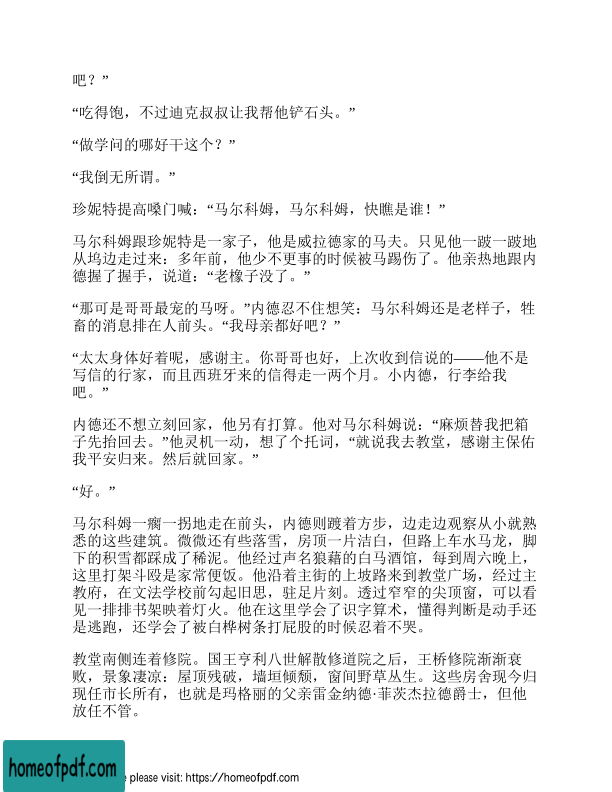 吧？”
“吃得饱，不过迪克叔叔让我帮他铲石头。”
“做学问的哪好干这个？”
“我倒无所谓。”
珍妮特提高嗓门喊：“马尔科姆，马尔科姆，快瞧是谁！”
马尔科姆跟珍妮特是一家子，他是威拉德家的马夫。只见他一跛一跛地
从坞边走过来：多年前，他少不更事的时候被马踢伤了。他亲热地跟内
德握了握手，说道：“老橡子没了。”
“那可是哥哥最宠的马呀。”内德忍不住想笑：马尔科姆还是老样子，牲
畜的消息排在人前头。“我母亲都好吧？”
“太太身体好着呢，感谢主。你哥哥也好，上次收到信说的——他不是
写信的行家，而且西班牙来的信得走一两个月。小内德，行李给我
吧。”
内德还不想立刻回家，他另有打算。他对马尔科姆说：“麻烦替我把箱
子先抬回去。”他灵机一动，想了个托词，“就说我去教堂，感谢主保佑
我平安归来。然后就回家。”
“好。”
马尔科姆一瘸一拐地走在前头，内德则踱着方步，边走边观察从小就熟
悉的这些建筑。微微还有些落雪，房顶一片洁白，但路上车水马龙，脚
下的积雪都踩成了稀泥。他经过声名狼藉的白马酒馆，每到周六晚上，
这里打架斗殴是家常便饭。他沿着主街的上坡路来到教堂广场，经过主
教府，在文法学校前勾起旧思，驻足片刻。透过窄窄的尖顶窗，可以看
见一排排书架映着灯火。他在这里学会了识字算术，懂得判断是动手还
是逃跑，还学会了被白桦树条打屁股的时候忍着不哭。
教堂南侧连着修院。国王亨利八世解散修道院之后，王桥修院渐渐衰
败，景象凄凉：屋顶残破，墙垣倾颓，窗间野草丛生。这些房舍现今归
现任市长所有，也就是玛格丽的父亲雷金纳德·菲茨杰拉德爵士，但他
放任不管。
homeofpdf.com
e please visit: https://homeofpdf.com